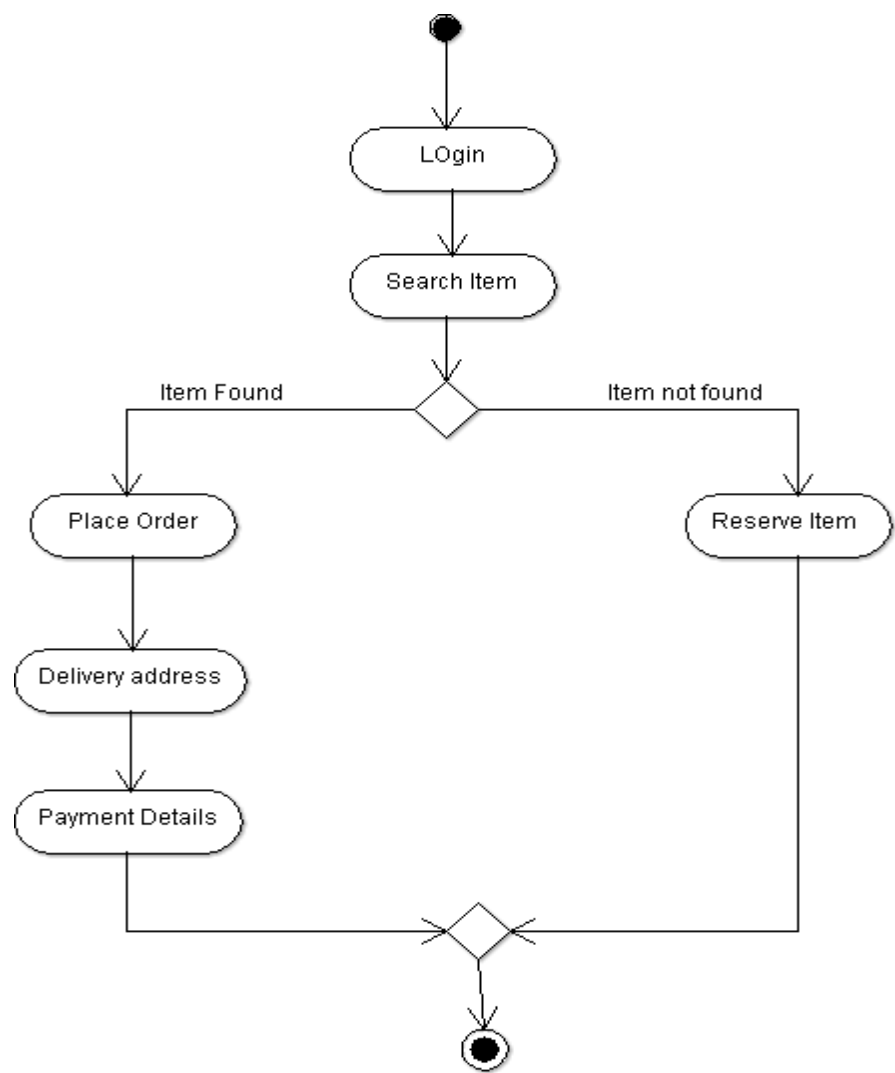 LOgin
Search Item
Item Found
Item not found
Place Order
Reserve Item
Delivery address
Payment Details